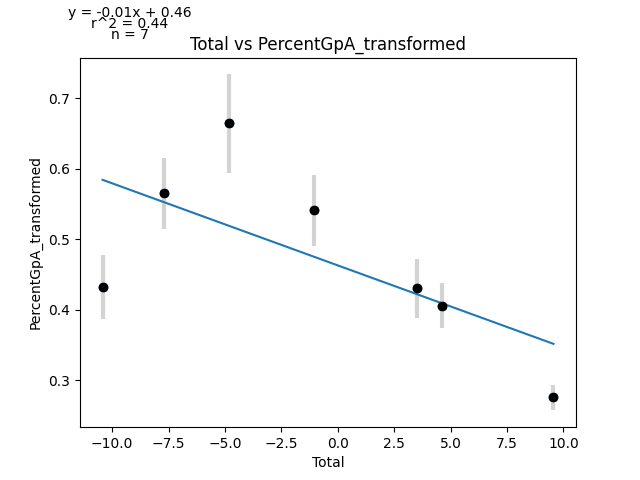 y = -0.01x + 0.46
r^2 = 0.44
n = 7
Total vs PercentGpA_transformed
0.7
0.6
0.5
0.4
0.3
PercentGpA_transformed
−10.0 −7.5 −5.0 −2.5 0.0 2.5 5.0 7.5 10.0
Total